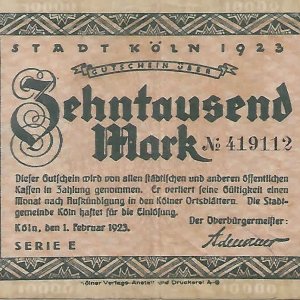 STADT KÖLN 1923
GUTSCHEIN ÜBER
Zehntausend
Mark № 419112
Dieser Gutschein wird von allen städtischen und anderen öffentlichen
Kassen in Zahlung genommen. Er verliert seine Gültigkeit einen
Monat nach Aufkündigung in den Kölner Ortsblättern. Die Stadt-
gemeinde Köln haftet für die Einlösung.
Der Oberbürgermeister:
Köln, den 1. Februar 1923.
Adenauer
SERIE E
Kölner Verlags-Anstalt und Druckerei A-G